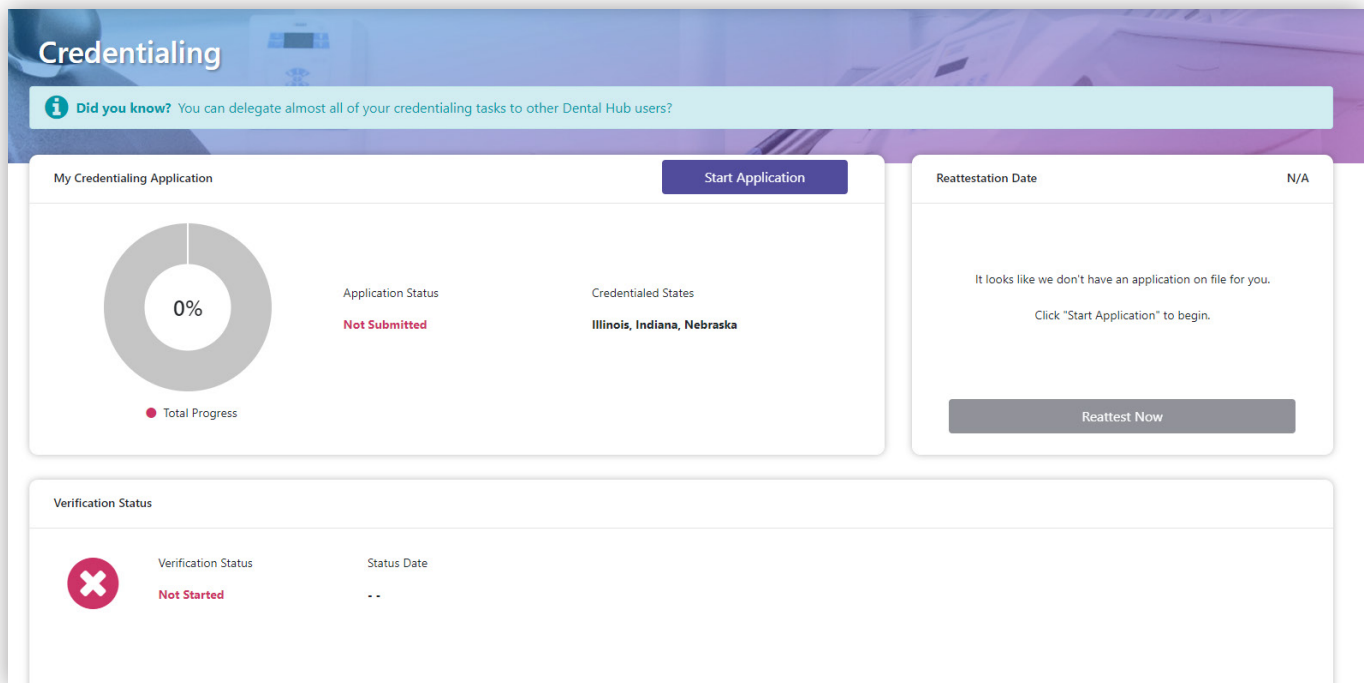 Credentialing
Did you know? You can delegate almost all of your credentialing tasks to other Dental Hub users?
My Credentialing Application
Start Application
0%
Total Progress
Application Status
Not Submitted
Credentialed States
Illinois, Indiana, Nebraska
Reattestation Date
N/A
It looks like we don't have an application on file for you.
Click "Start Application" to begin.
Reattest Now
Verification Status
Verification Status
Not Started
Status Date
- -